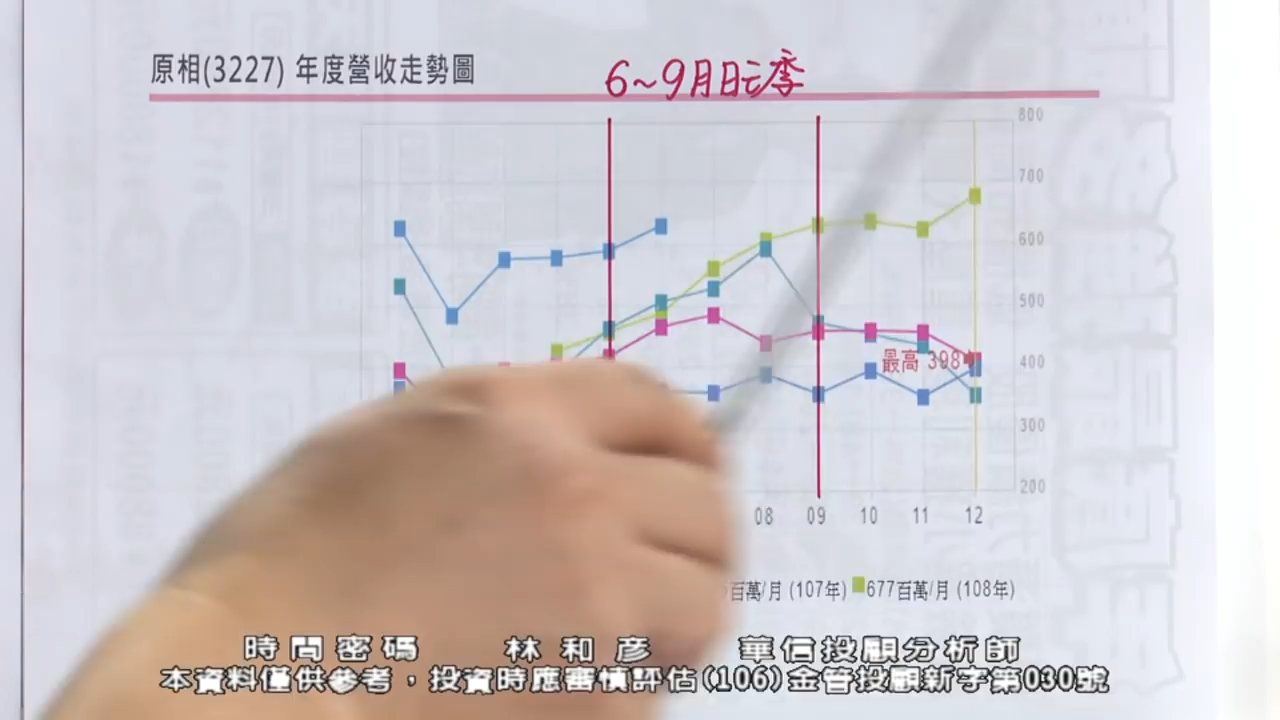 原相(3227) 年度營收走勢圖
6~9月旺季
800
700
600
500
400
最高 398
300
200
08 09 10 11 12
百萬/月 (107年) 677百萬/月 (108年)
時間密碼 林和彥 華信投顧分析師
本資料僅供參考，投資時應審慎評估(106)金管投顧新字第030號